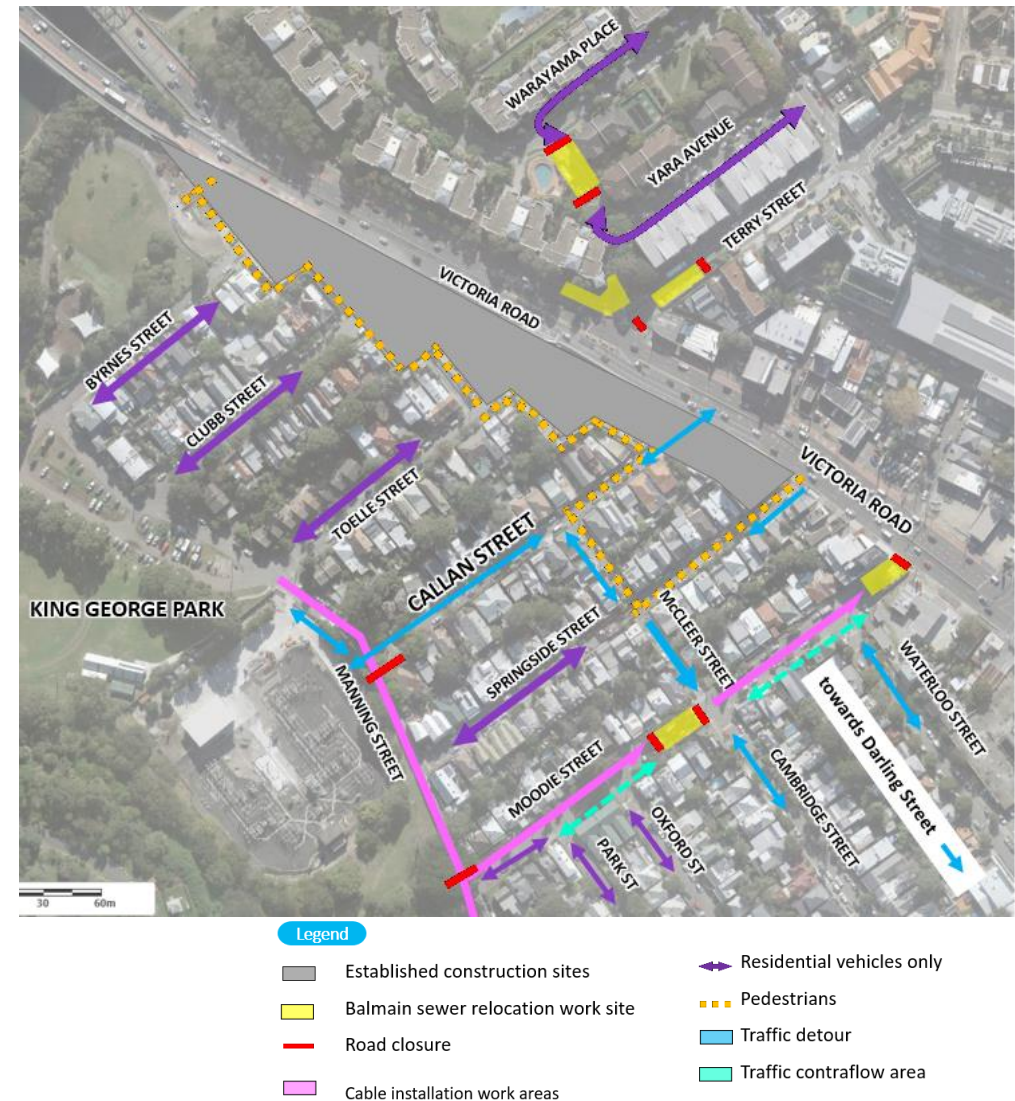 WARAYAMA PLACE
YARA AVENUE
TERRY STREET
VICTORIA ROAD
BYRNES STREET
CLUBB STREET
TOELLE STREET
VICTORIA ROAD
CALLAN STREET
KING GEORGE PARK
McCLEER STREET
SPRINGSIDE STREET
WATERLOO STREET
MANNING STREET
towards Darling Street
MOODIE STREET
CAMBRIDGE STREET
OXFORD ST
PARK ST
30 60m
Legend
Established construction sites
Balmain sewer relocation work site
Road closure
Cable installation work areas
Residential vehicles only
Pedestrians
Traffic detour
Traffic contraflow area